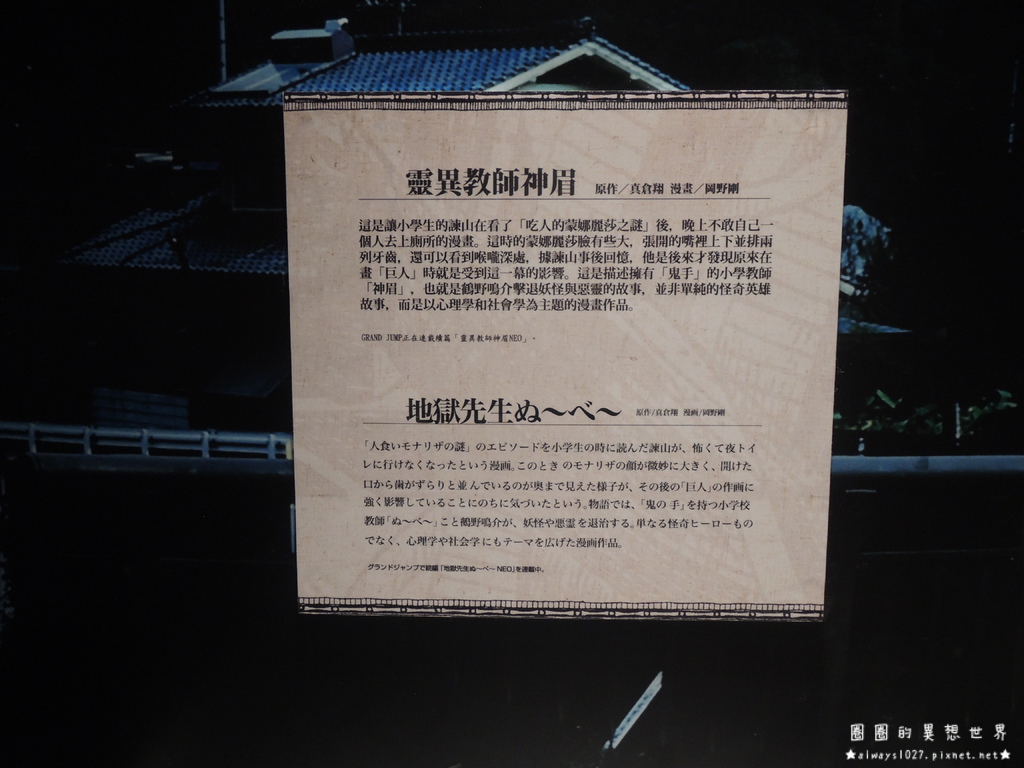 靈異教師神眉 原作／真倉翔 漫畫／岡野剛
這是讓小學生的諫山在看了「吃人的蒙娜麗莎之謎」後，晚上不敢自己一
個人去上廁所的漫畫。這時的蒙娜麗莎臉有些大，張開的嘴裡上下並排兩
列牙齒，還可以看到喉嚨深處，據諫山事後回憶，他是後來才發現原來在
畫「巨人」時就是受到這一幕的影響。這是描述擁有「鬼手」的小學教師
「神眉」，也就是鵺野鳴介擊退妖怪與惡靈的故事，並非單純的怪奇英雄
故事，而是以心理學和社會學為主題的漫畫作品。
GRAND JUMP正在連載續篇「靈異教師神眉NEO」。
地獄先生ぬ～べ～ 原作/真倉翔 漫画/岡野剛
「人食いモナリザの謎」のエピソードを小学生の時に読んだ諫山が、怖くて夜トイ
レに行けなくなったという漫画。このとき のモナリザの顔が微妙に大きく、開けた
口から歯がずらりと並んでいるのが奥まで見えた様子が、その後の「巨人」の作画に
強く影響していることにのちに気づいたという。物語では、「鬼の 手」を持つ小学校
教師「ぬ～べ～」こと鵺野鳴介が、妖怪や悪霊を退治する。単なる怪奇ヒーローもの
でなく、心理学や社会学 にもテーマを広げた漫画作品。
グランドジャンプで続編「地獄先生ぬ～べ～ NEO」を連載中。
圈圈的異想世界
★always1027.pixnet.net★